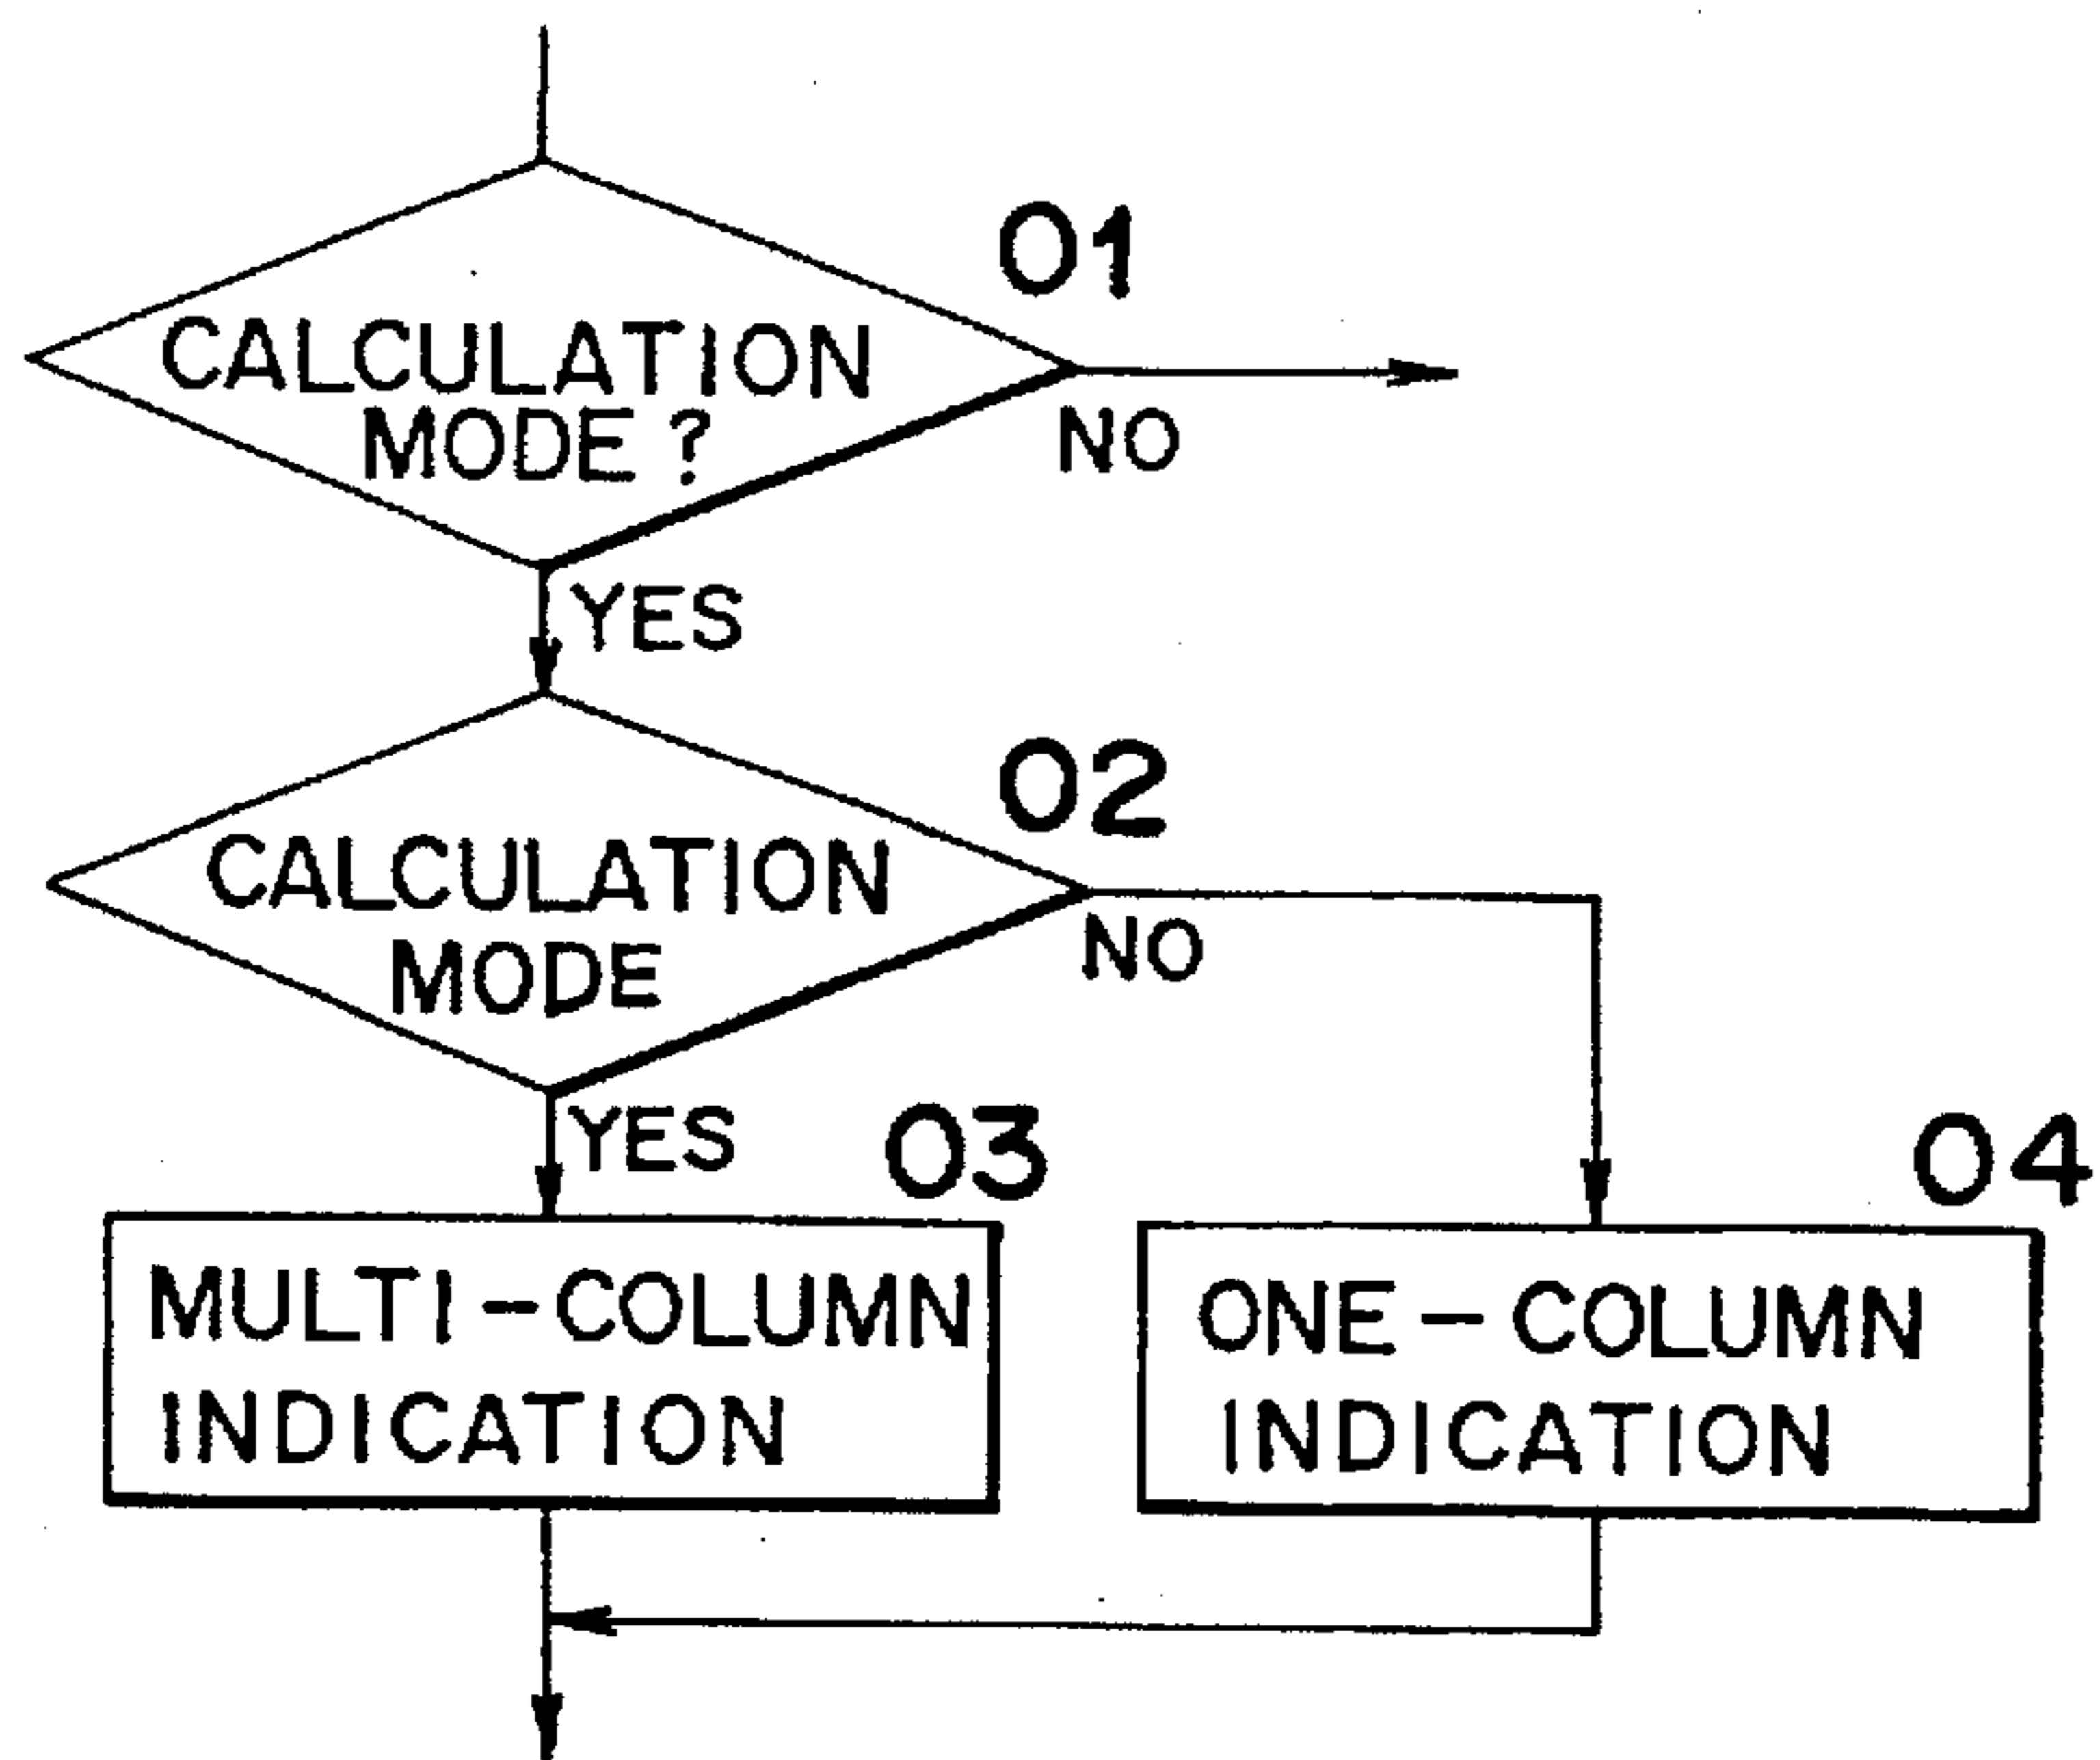 01
CALCULATION
MODE ?
NO
YES
02
CALCULATION
MODE
NO
YES
03
04
MULTI-COLUMN
INDICATION
ONE-COLUMN
INDICATION